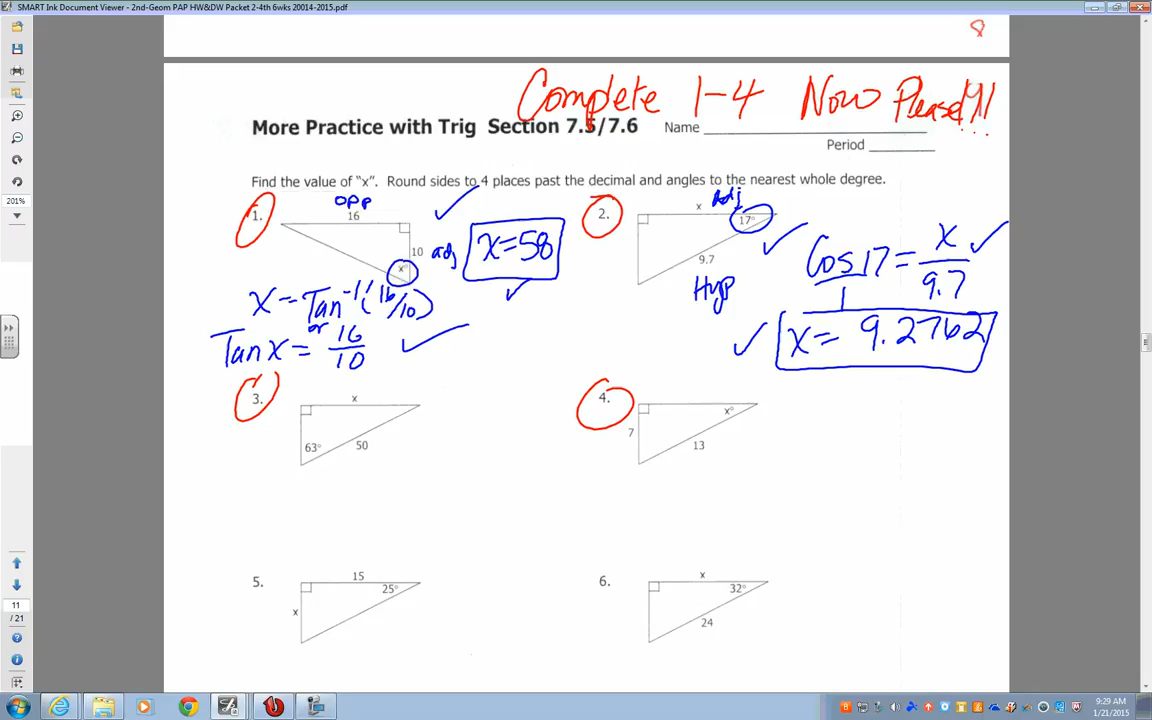 SMART Ink Document Viewer - 2nd-Geom PAP HW&DW Packet 2-4th 6wks 20014-2015.pdf
8
Complete 1-4 Now Please!!!
More Practice with Trig Section 7.5/7.6 Name
Period
Find the value of "x". Round sides to 4 places past the decimal and angles to the nearest whole degree.
1.
opp
16
10
adj
x°
x=58
x = Tan⁻¹(16/10)
or
Tan x = 16/10
2.
x
Adj
17°
9.7
Hyp
Cos 17 = x/9.7
1
x= 9.2762
3.
x
63°
50
4.
x°
7
13
5.
15
25°
x
6.
x
32°
24
201%
11
/ 21
9:29 AM
1/21/2015